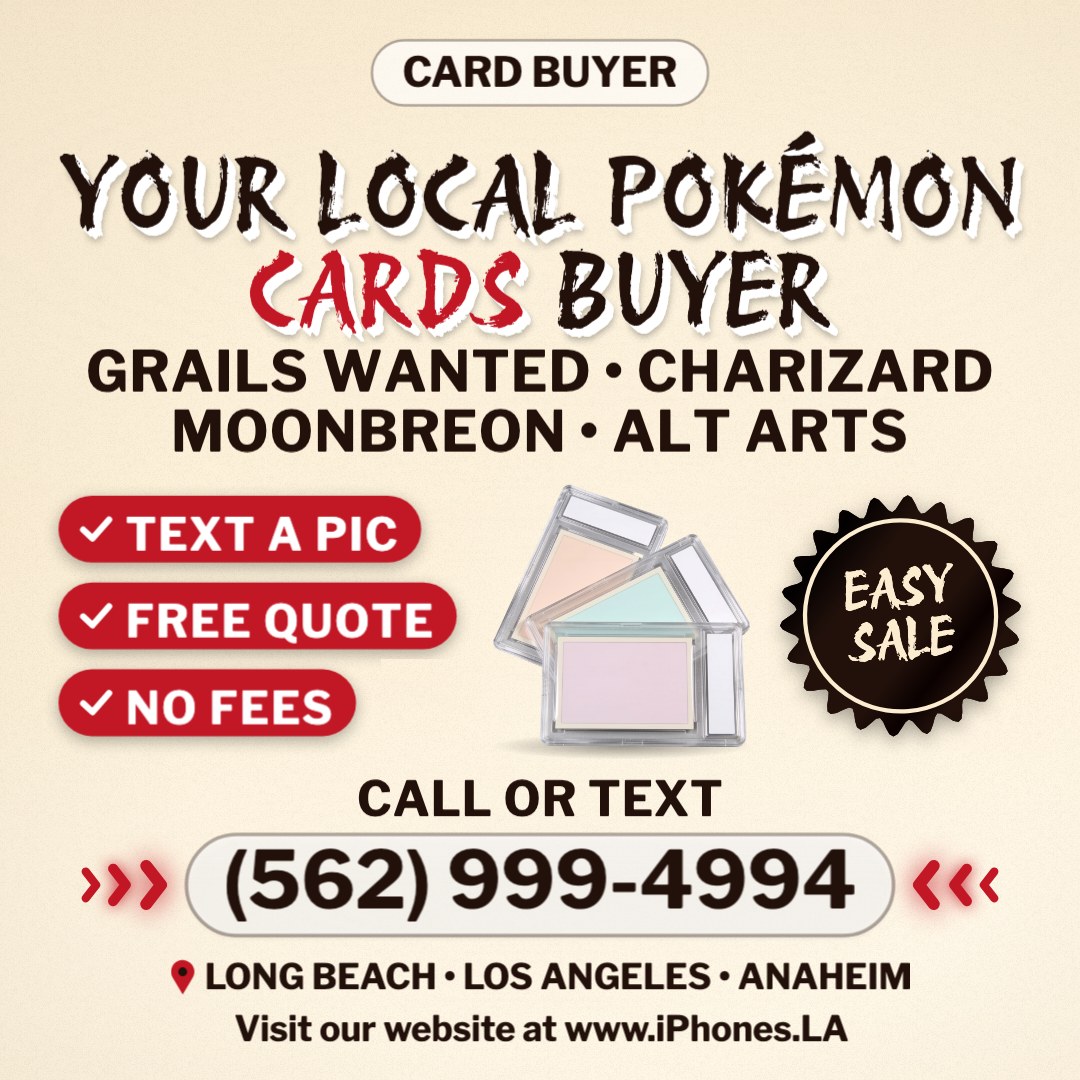 CARD BUYER
YOUR LOCAL POKÉMON
CARDS BUYER
GRAILS WANTED • CHARIZARD
MOONBREON • ALT ARTS
TEXT A PIC
FREE QUOTE
NO FEES
EASY
SALE
CALL OR TEXT
(562) 999-4994
LONG BEACH • LOS ANGELES • ANAHEIM
Visit our website at www.iPhones.LA